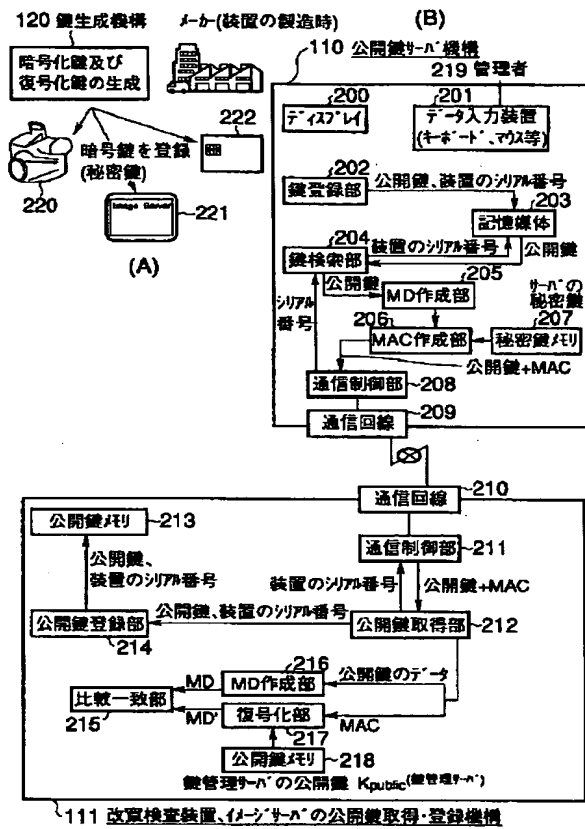 120 鍵生成機構
暗号化鍵及び
復号化鍵の生成
メーカー(装置の製造時)
(B)
110 公開鍵サーバ機構
219 管理者
200
ディスプレイ
201
データ入力装置
(キーボード、マウス等)
222
暗号鍵を登録
(秘密鍵)
220
Image Server
221
(A)
202
鍵登録部
公開鍵、装置のシリアル番号
203
記憶媒体
204
鍵検索部
装置のシリアル番号
公開鍵
公開鍵
205
MD作成部
シリアル
番号
サーバの
秘密鍵
206
MAC作成部
207
秘密鍵メモリ
公開鍵+MAC
通信制御部
208
通信回線
209
通信回線
210
公開鍵メモリ
213
通信制御部
211
公開鍵、
装置のシリアル番号
装置のシリアル番号
公開鍵+MAC
公開鍵登録部
214
公開鍵、装置のシリアル番号
公開鍵取得部
212
216
MD
MD作成部
公開鍵のデータ
比較一致部
215
MD'
復号化部
217
MAC
公開鍵メモリ
218
鍵管理サーバの公開鍵 Kpublic(鍵管理サーバ)
111 改竄検査装置、イメージサーバの公開鍵取得・登録機構